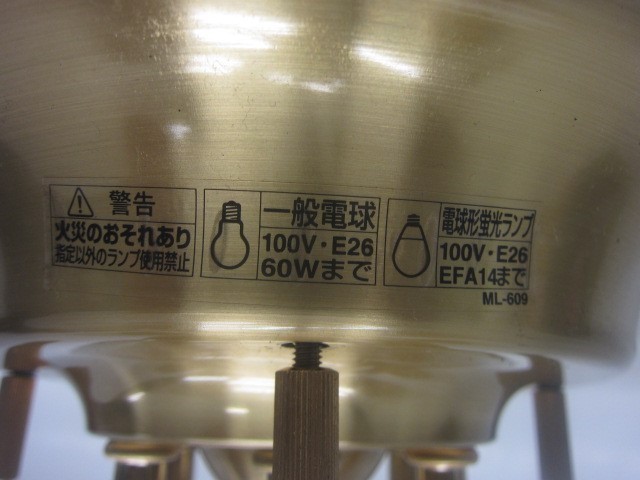 警告
火災のおそれあり
指定以外のランプ使用禁止
一般電球
100V・E26
60Wまで
電球形蛍光ランプ
100V・E26
EFA14まで
ML-609